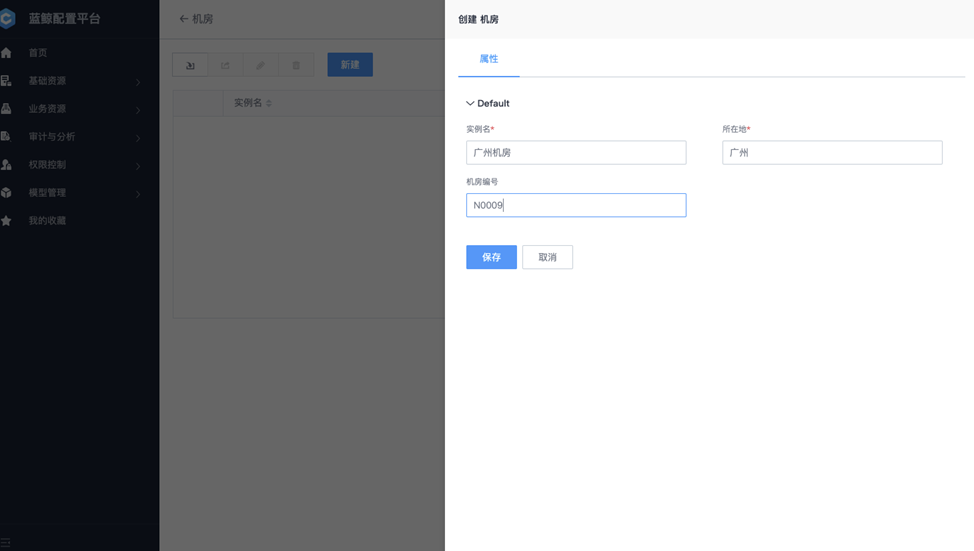 蓝鲸配置平台
首页
基础资源
业务资源
审计与分析
权限控制
模型管理
我的收藏
机房
新建
实例名
创建 机房
属性
Default
实例名*
所在地*
广州机房
广州
机房编号
N0009
保存
取消